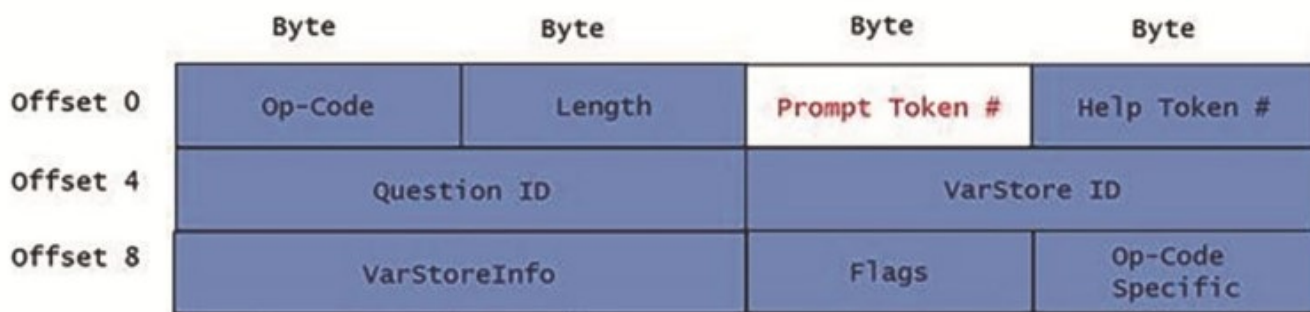 Byte Byte Byte Byte
Offset 0 Op-Code Length Prompt Token # Help Token #
Offset 4 Question ID VarStore ID
Offset 8 VarStoreInfo Flags Op-Code
Specific